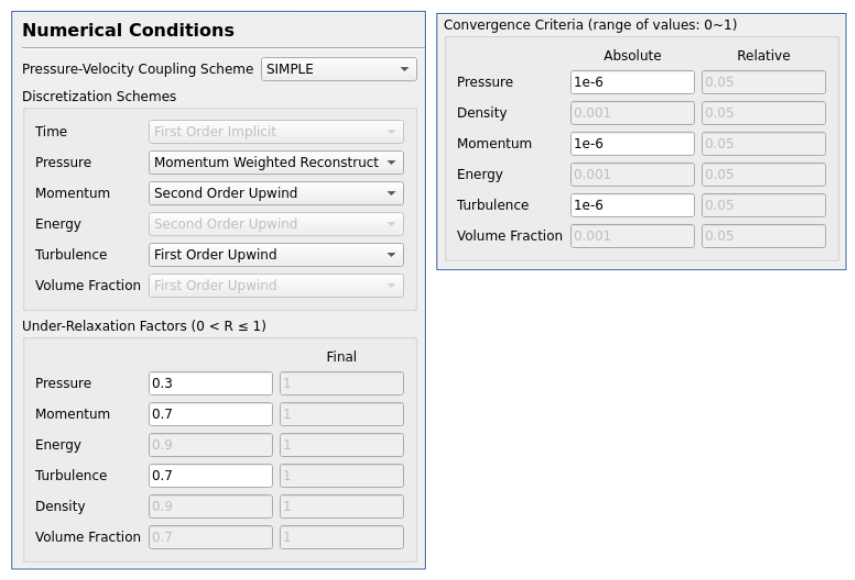 Numerical Conditions
Pressure-Velocity Coupling Scheme SIMPLE
Discretization Schemes
Time First Order Implicit
Pressure Momentum Weighted Reconstruct
Momentum Second Order Upwind
Energy Second Order Upwind
Turbulence First Order Upwind
Volume Fraction First Order Upwind
Under-Relaxation Factors (0 < R ≤ 1)
Final
Pressure 0.3 1
Momentum 0.7 1
Energy 0.9 1
Turbulence 0.7 1
Density 0.9 1
Volume Fraction 0.7 1
Convergence Criteria (range of values: 0~1)
Absolute Relative
Pressure 1e-6 0.05
Density 0.001 0.05
Momentum 1e-6 0.05
Energy 0.001 0.05
Turbulence 1e-6 0.05
Volume Fraction 0.001 0.05